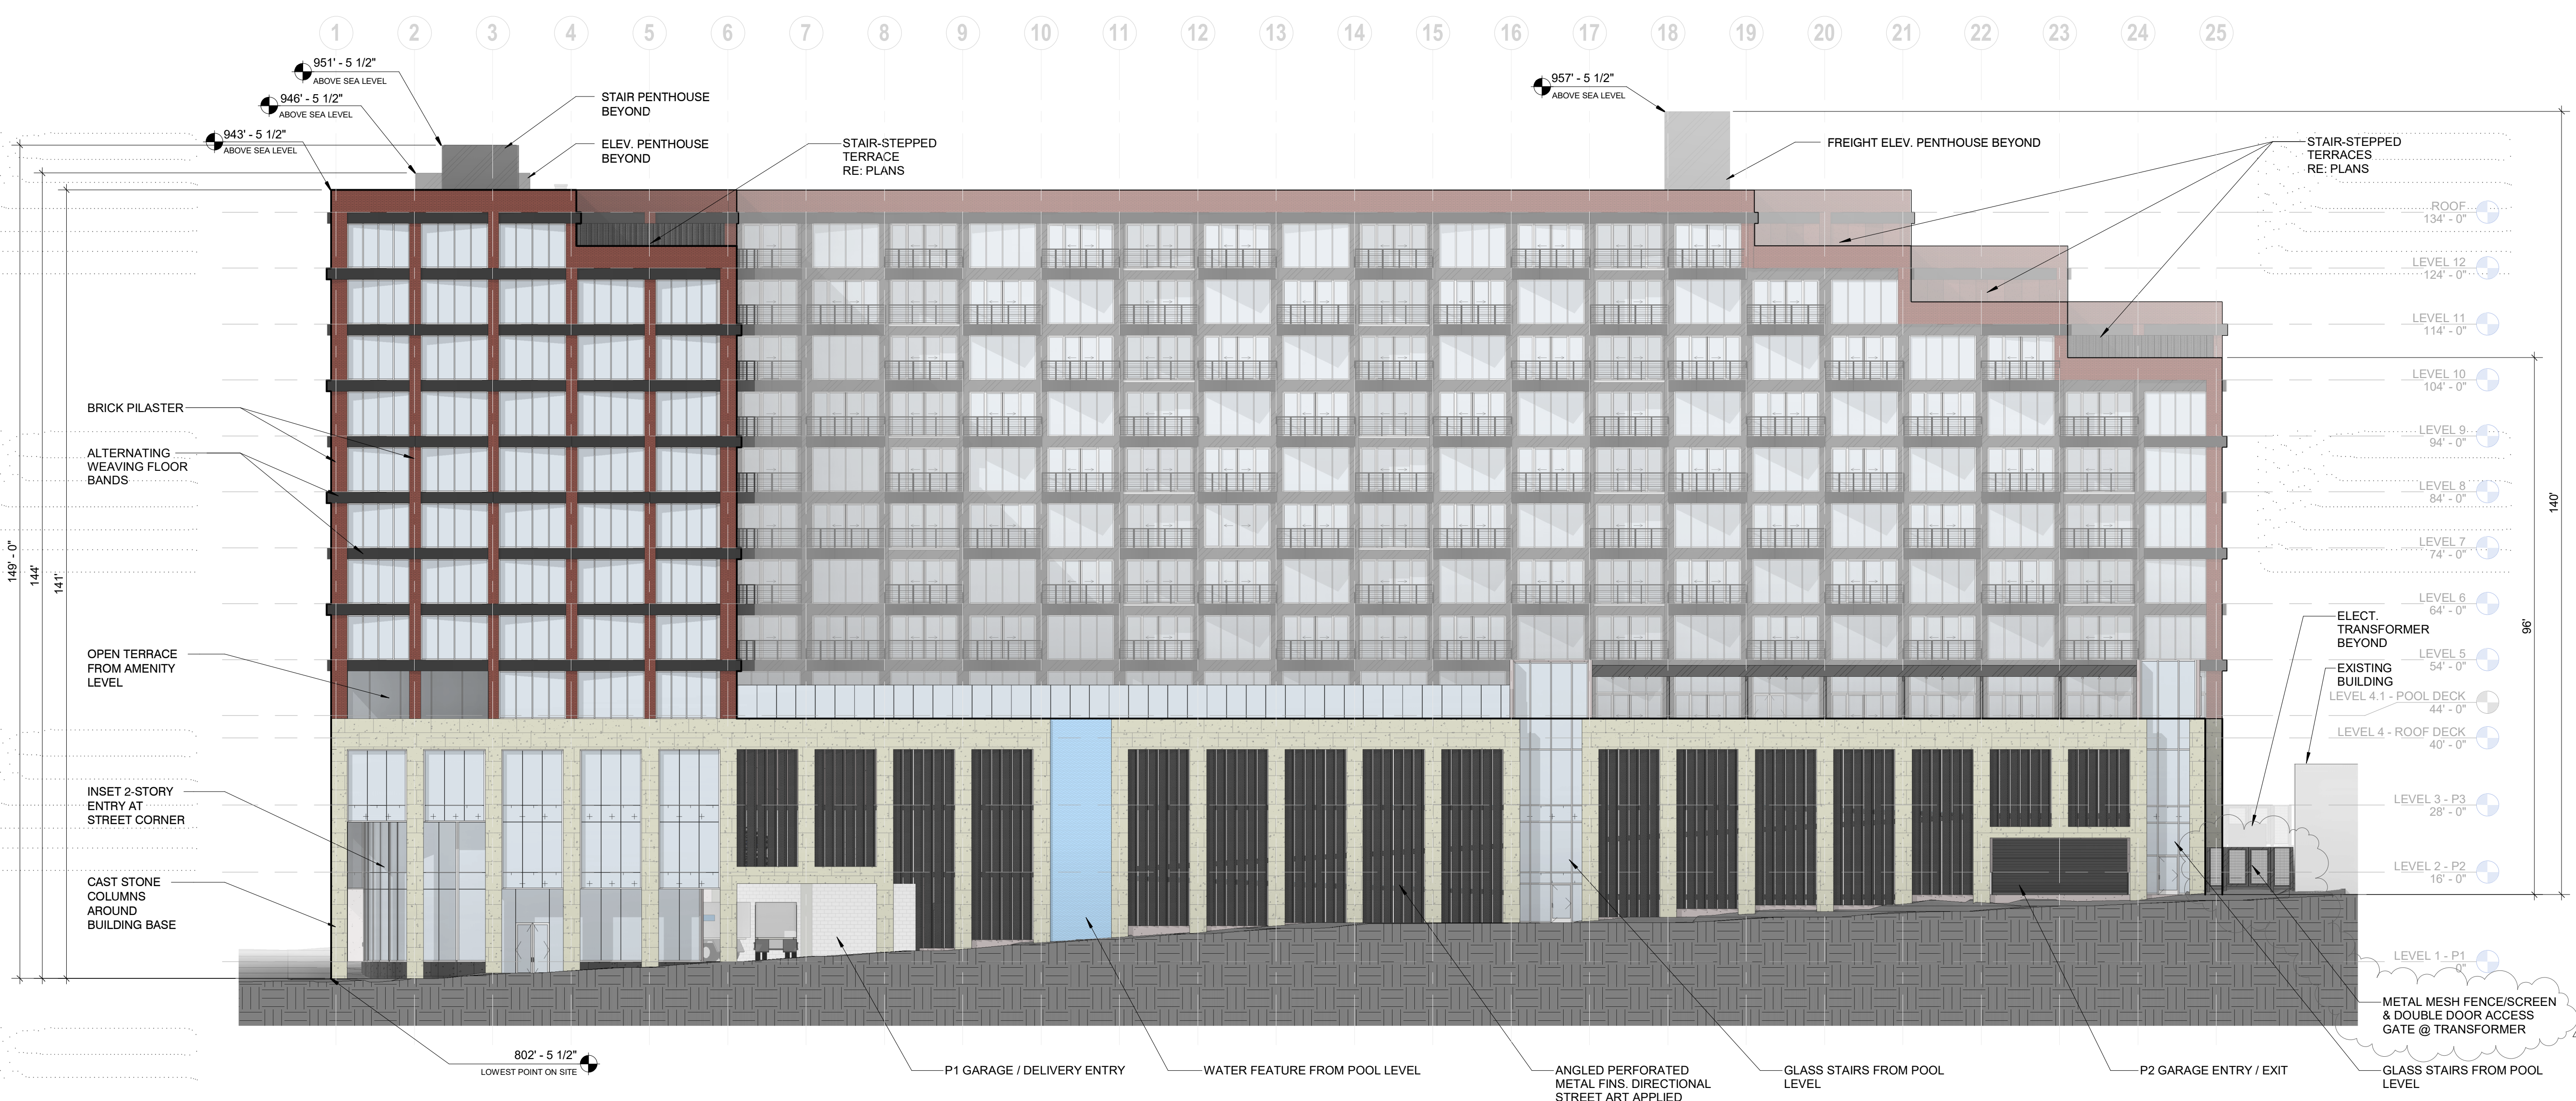 1 2 3 4 5 6 7 8 9 10 11 12 13 14 15 16 17 18 19 20 21 22 23 24 25
951' - 5 1/2"
ABOVE SEA LEVEL
946' - 5 1/2"
ABOVE SEA LEVEL
943' - 5 1/2"
ABOVE SEA LEVEL
STAIR PENTHOUSE
BEYOND
ELEV. PENTHOUSE
BEYOND
STAIR-STEPPED
TERRACE
RE: PLANS
957' - 5 1/2"
ABOVE SEA LEVEL
FREIGHT ELEV. PENTHOUSE BEYOND
STAIR-STEPPED
TERRACES
RE: PLANS
BRICK PILASTER
ALTERNATING
WEAVING FLOOR
BANDS
OPEN TERRACE
FROM AMENITY
LEVEL
INSET 2-STORY
ENTRY AT
STREET CORNER
CAST STONE
COLUMNS
AROUND
BUILDING BASE
149' - 0"
144'
141'
ROOF
134' - 0"
LEVEL 12
124' - 0"
LEVEL 11
114' - 0"
LEVEL 10
104' - 0"
LEVEL 9
94' - 0"
LEVEL 8
84' - 0"
LEVEL 7
74' - 0"
LEVEL 6
64' - 0"
LEVEL 5
54' - 0"
LEVEL 4.1 - POOL DECK
44' - 0"
LEVEL 4 - ROOF DECK
40' - 0"
LEVEL 3 - P3
28' - 0"
LEVEL 2 - P2
16' - 0"
LEVEL 1 - P1
0"
140'
96'
ELECT.
TRANSFORMER
BEYOND
EXISTING
BUILDING
METAL MESH FENCE/SCREEN
& DOUBLE DOOR ACCESS
GATE @ TRANSFORMER
802' - 5 1/2"
LOWEST POINT ON SITE
P1 GARAGE / DELIVERY ENTRY
WATER FEATURE FROM POOL LEVEL
ANGLED PERFORATED
METAL FINS. DIRECTIONAL
STREET ART APPLIED
GLASS STAIRS FROM POOL
LEVEL
P2 GARAGE ENTRY / EXIT
GLASS STAIRS FROM POOL
LEVEL